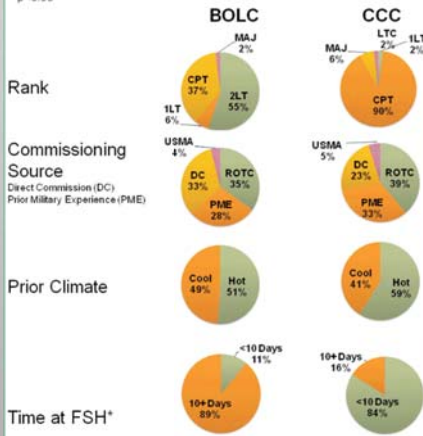 BOLC CCC
Rank
MAJ
2%
CPT
37%
2LT
55%
1LT
6%
LTC
2%
1LT
2%
MAJ
6%
CPT
90%
Commissioning
Source
Direct Commission (DC)
Prior Military Experience (PME)
USMA
4%
DC
33%
ROTC
35%
PME
28%
USMA
5%
DC
23%
ROTC
39%
PME
33%
Prior Climate
Cool
49%
Hot
51%
Cool
41%
Hot
59%
Time at FSH*
<10 Days
11%
10+Days
89%
10+Days
16%
<10 Days
84%